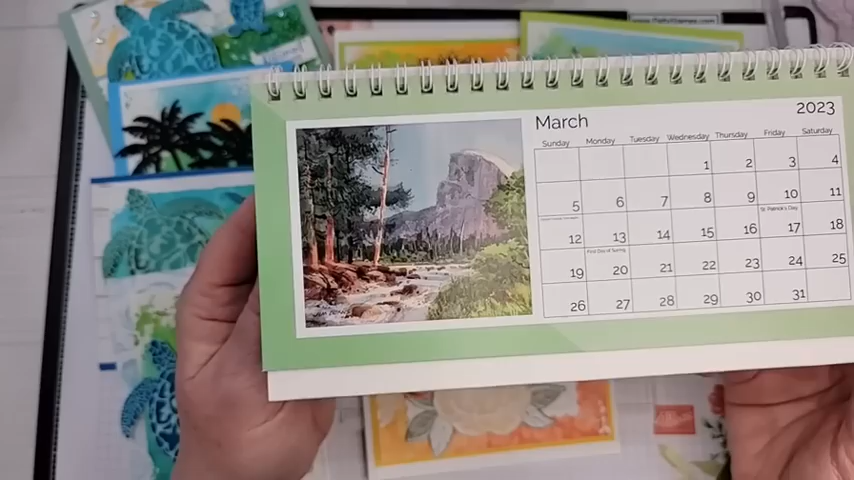 March
2023
Sunday Monday Tuesday Wednesday Thursday Friday Saturday
1 2 3 4
5 6 7 8 9 10 11
St. Patrick's Day
12 13 14 15 16 17 18
First Day of Spring
19 20 21 22 23 24 25
26 27 28 29 30 31